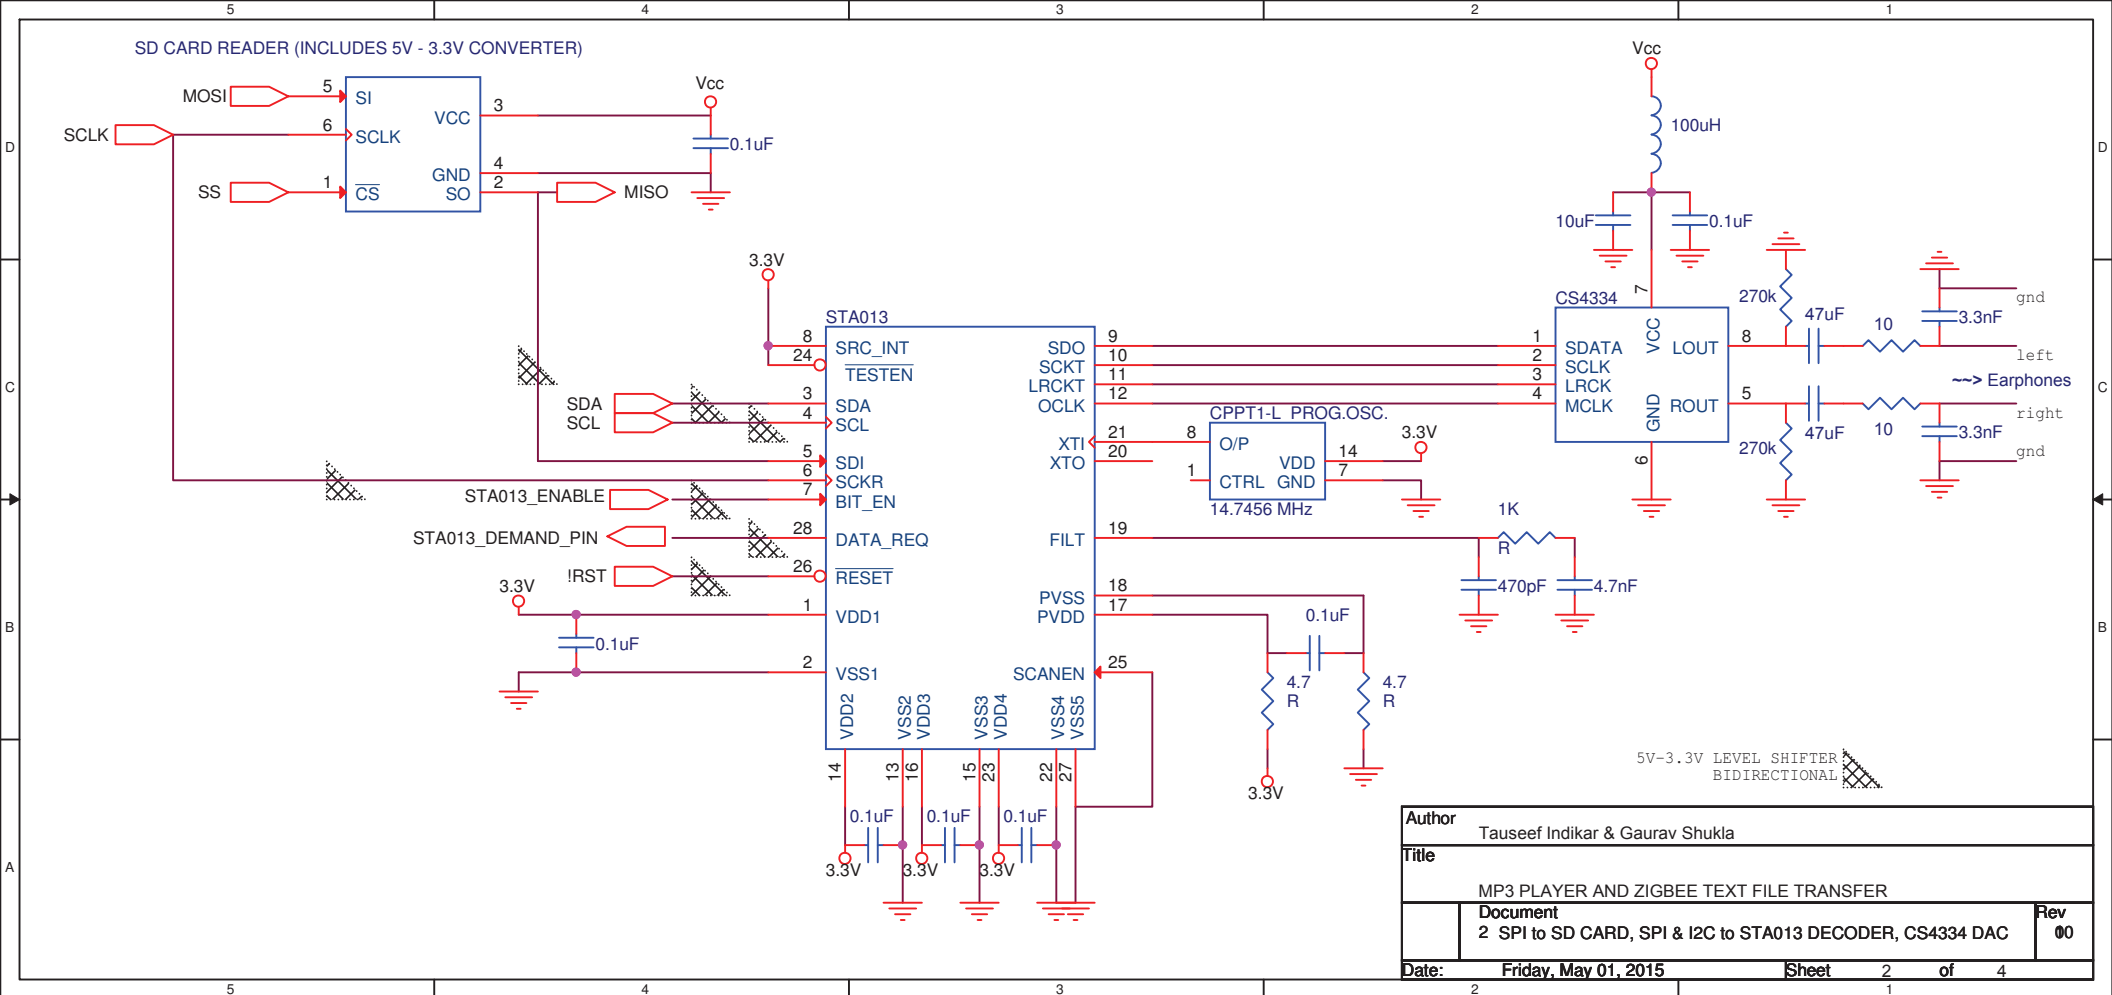 5 4 3 2 1
SD CARD READER (INCLUDES 5V - 3.3V CONVERTER)
MOSI
5
SI
SCLK
6
SCLK
SS
1
CS
VCC
3
GND
4
SO
2
MISO
Vcc
0.1uF
D
D
Vcc
100uH
10uF
0.1uF
3.3V
STA013
8
SRC_INT
24
TESTEN
SDA
3
SDA
SCL
4
SCL
5
SDI
6
SCKR
STA013_ENABLE
7
BIT_EN
STA013_DEMAND_PIN
28
DATA_REQ
!RST
26
RESET
3.3V
1
VDD1
0.1uF
2
VSS1
SDO
9
SCKT
10
LRCKT
11
OCLK
12
XTI
21
XTO
20
FILT
19
PVSS
18
PVDD
17
SCANEN
25
VDD2
VSS2
VDD3
VSS3
VDD4
VSS4
VSS5
14
13
16
15
23
22
27
0.1uF
0.1uF
0.1uF
3.3V
3.3V
3.3V
CPPT1-L PROG.OSC.
8
O/P
1
CTRL
VDD
14
GND
7
14.7456 MHz
3.3V
CS4334
7
VCC
1
SDATA
2
SCLK
3
LRCK
4
MCLK
LOUT
8
ROUT
5
GND
6
270k
47uF
10
3.3nF
gnd
left
~~> Earphones
right
gnd
270k
47uF
10
3.3nF
C
C
1K
R
470pF
4.7nF
0.1uF
4.7
R
4.7
R
3.3V
B
B
5V-3.3V LEVEL SHIFTER
BIDIRECTIONAL
A
Author
Tauseef Indikar & Gaurav Shukla
Title
MP3 PLAYER AND ZIGBEE TEXT FILE TRANSFER
Document
Rev
2 SPI to SD CARD, SPI & I2C to STA013 DECODER, CS4334 DAC
Date:
Friday, May 01, 2015
Sheet 2 of 4
5 4 3 2 1